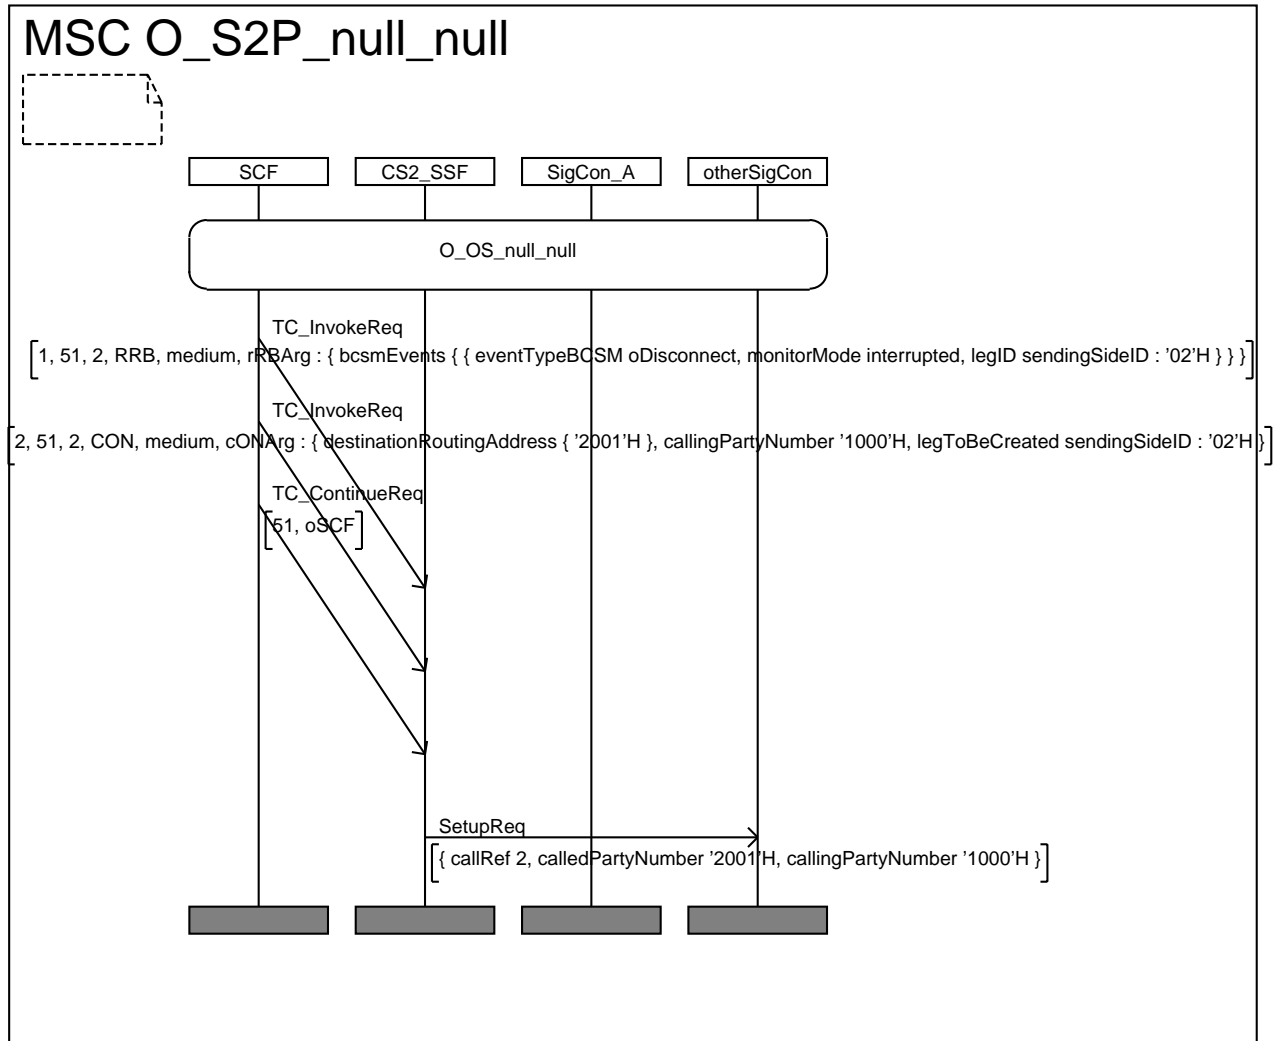 MSC O_S2P_null_null
SCF CS2_SSF SigCon_A otherSigCon
O_OS_null_null
TC_InvokeReq
1, 51, 2, RRB, medium, rRBArg : { bcsmEvents { { eventTypeBCSM oDisconnect, monitorMode interrupted, legID sendingSideID : '02'H } } }
TC_InvokeReq
2, 51, 2, CON, medium, cONArg : { destinationRoutingAddress { '2001'H }, callingPartyNumber '1000'H, legToBeCreated sendingSideID : '02'H }
TC_ContinueReq
51, oSCF
SetupReq
{ callRef 2, calledPartyNumber '2001'H, callingPartyNumber '1000'H }